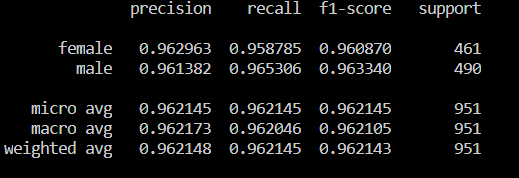 precision recall f1-score support
female 0.962963 0.958785 0.960870 461
male 0.961382 0.965306 0.963340 490
micro avg 0.962145 0.962145 0.962145 951
macro avg 0.962173 0.962046 0.962105 951
weighted avg 0.962148 0.962145 0.962143 951